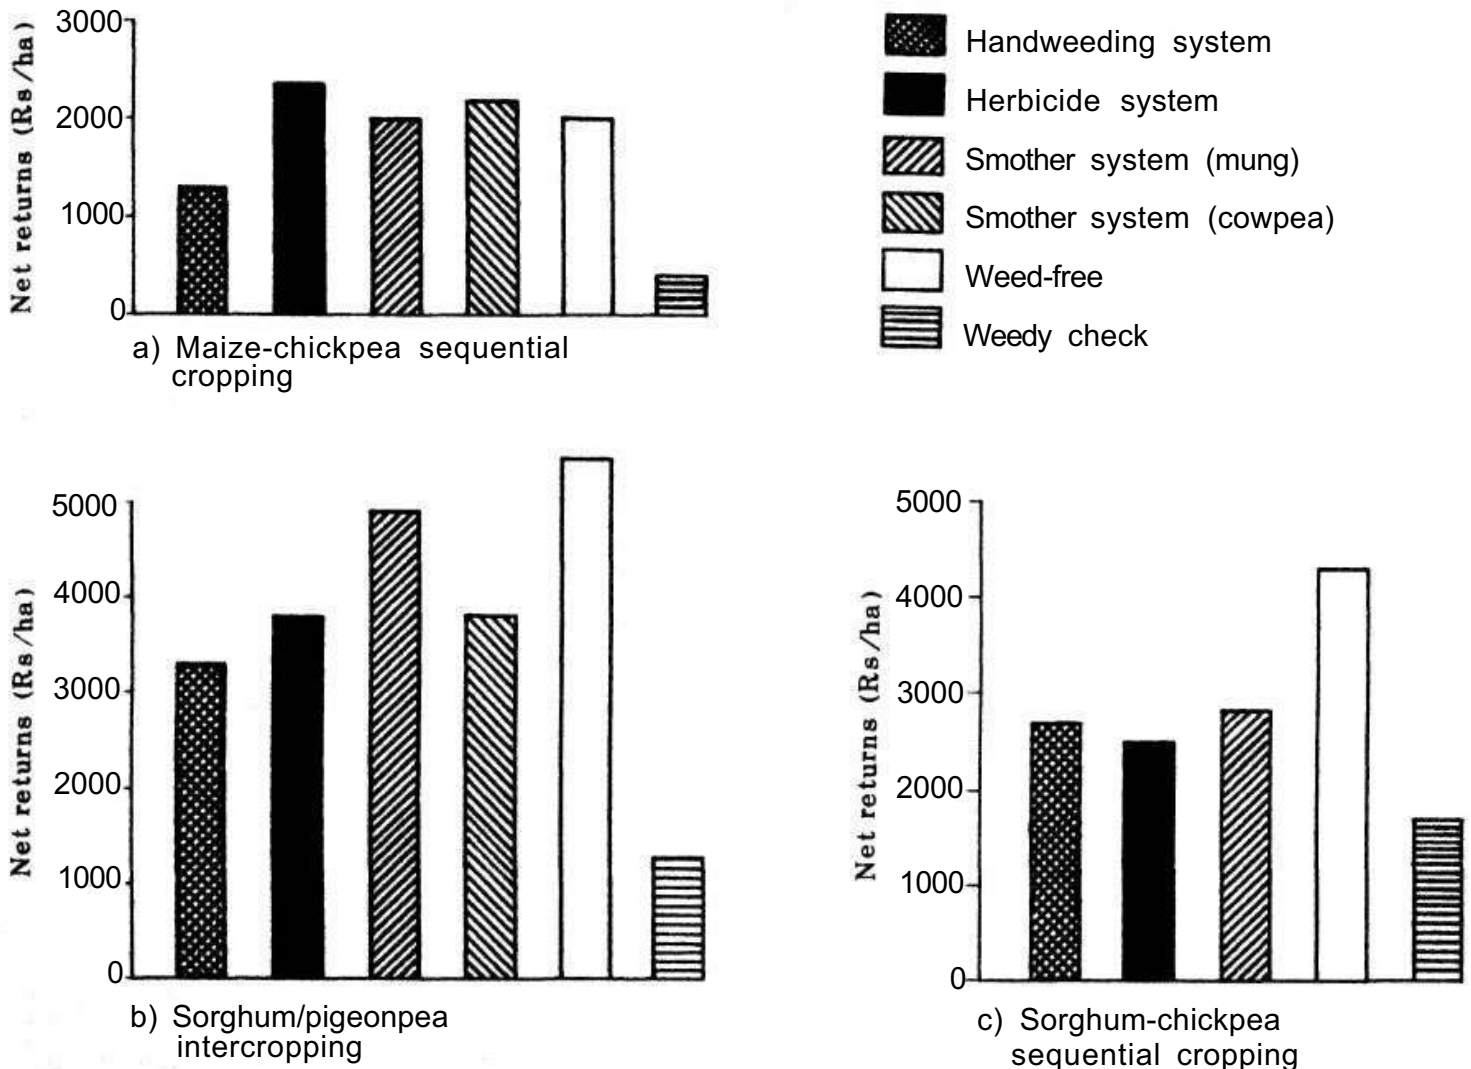 Net returns (Rs/ha)
3000
2000
1000
0
a) Maize-chickpea sequential
cropping
Handweeding system
Herbicide system
Smother system (mung)
Smother system (cowpea)
Weed-free
Weedy check
Net returns (Rs/ha)
5000
4000
3000
2000
1000
0
b) Sorghum/pigeonpea
intercropping
Net returns (Rs/ha)
5000
4000
3000
2000
1000
0
c) Sorghum-chickpea
sequential cropping